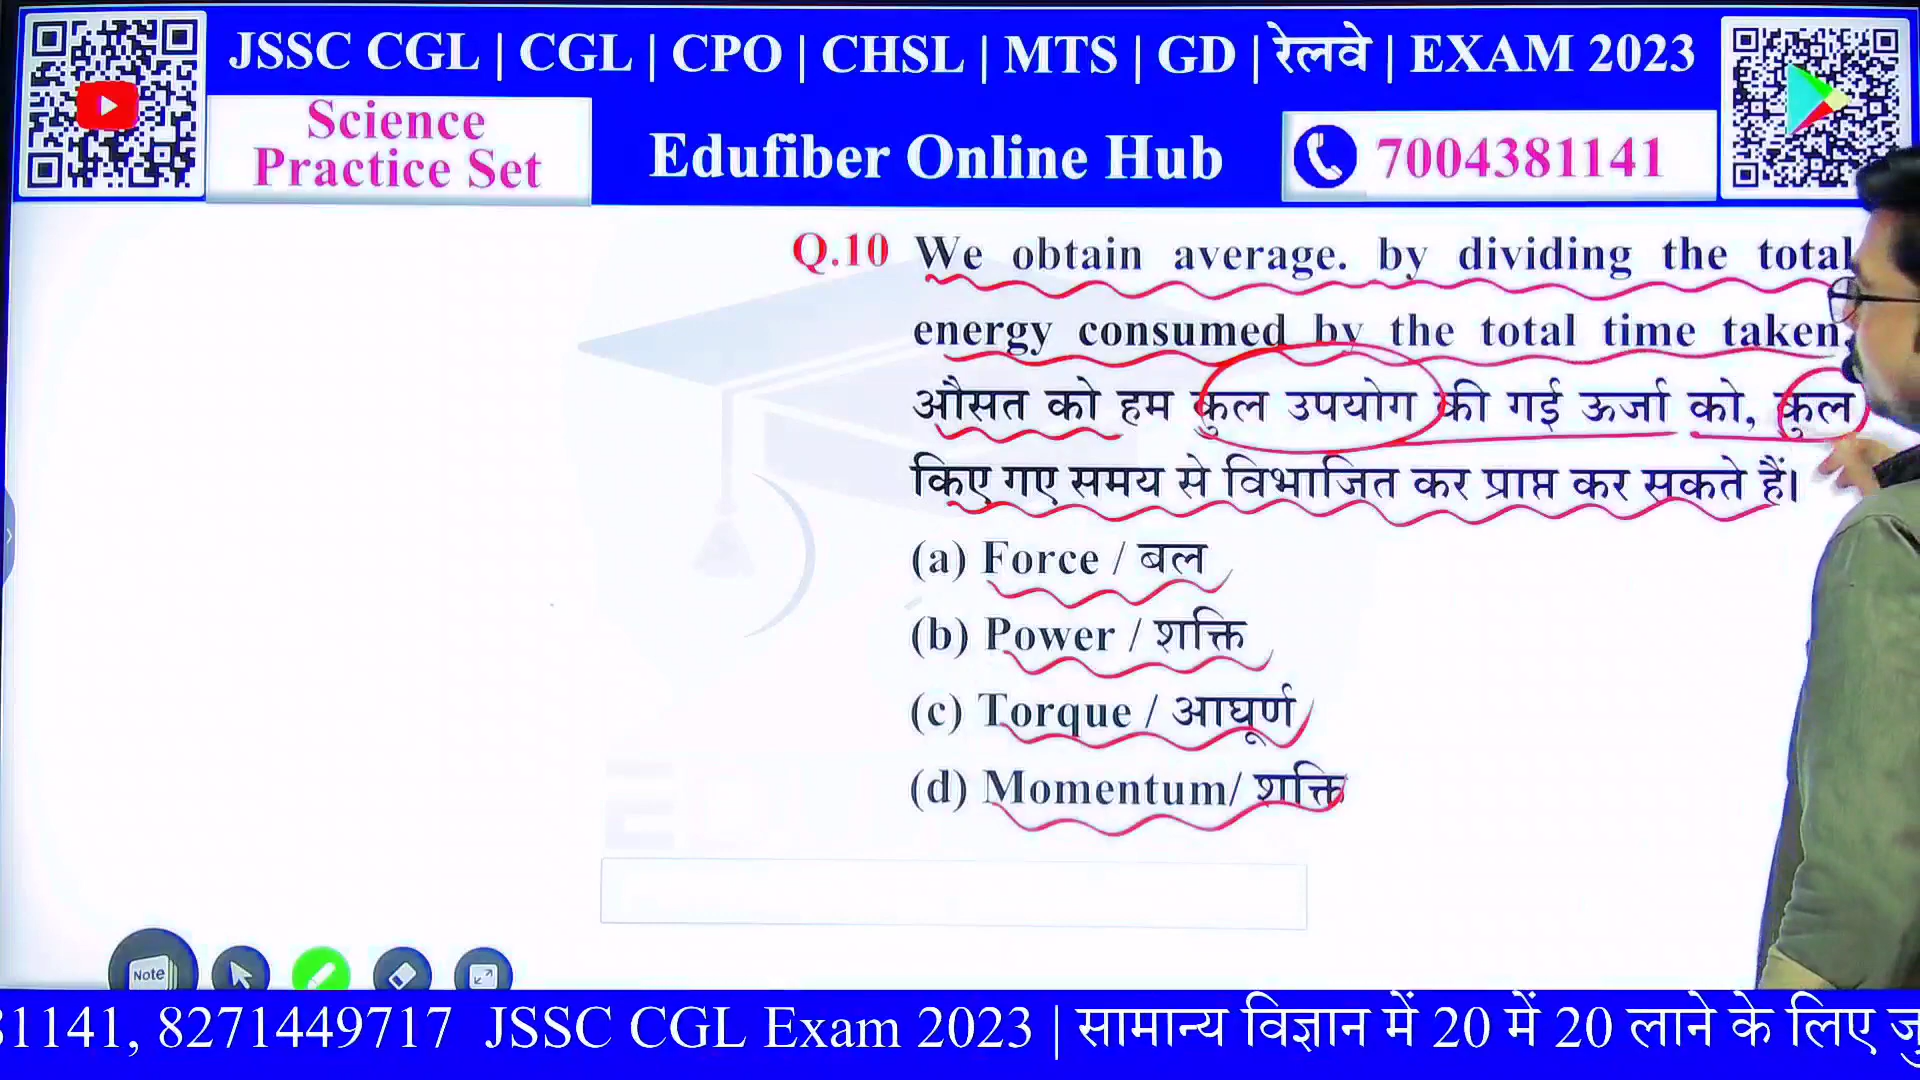 JSSC CGL | CGL | CPO | CHSL | MTS | GD | रेलवे | EXAM 2023
Science
Practice Set
Edufiber Online Hub
7004381141
Q.10 We obtain average. by dividing the total
energy consumed by the total time taken.
औसत को हम कुल उपयोग की गई ऊर्जा को, कुल
किए गए समय से विभाजित कर प्राप्त कर सकते हैं।
(a) Force / बल
(b) Power / शक्ति
(c) Torque / आघूर्ण
(d) Momentum/ शक्ति
Note
31141, 8271449717 JSSC CGL Exam 2023 | सामान्य विज्ञान में 20 में 20 लाने के लिए